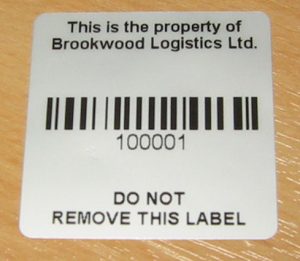 This is the property of
Brookwood Logistics Ltd.
100001
DO NOT
REMOVE THIS LABEL